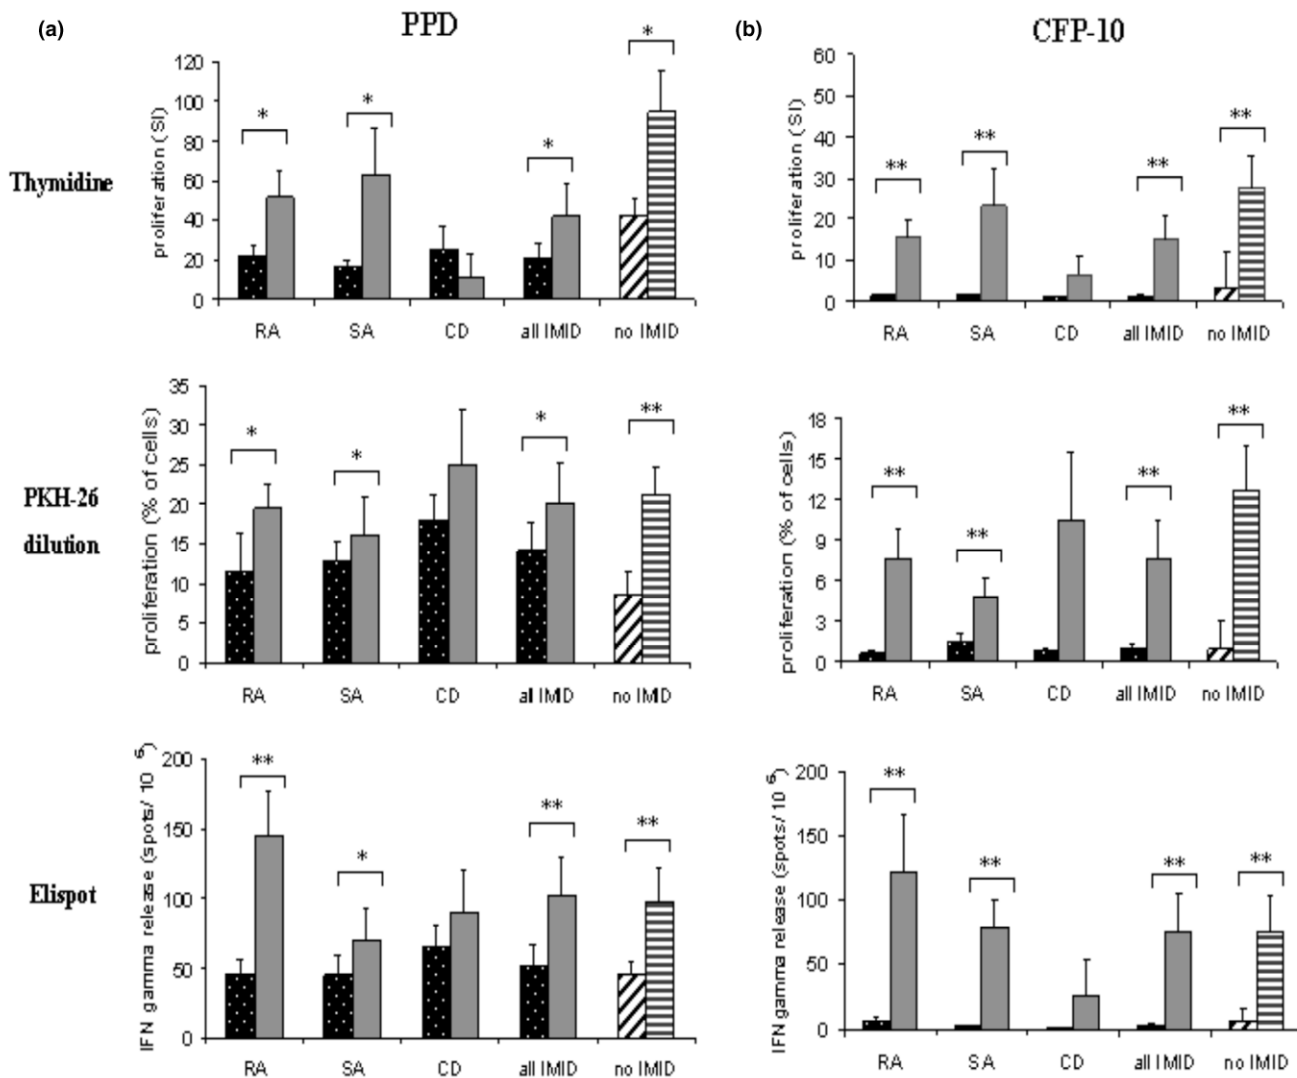 (a) PPD
(b) CFP-10
Thymidine
proliferation (SI)
120
100
80
60
40
20
0
* * * *
RA SA CD all IMID no IMID
proliferation (SI)
60
50
40
30
20
10
0
** ** ** **
RA SA CD all IMID no IMID
PKH-26
dilution
proliferation (% of cells)
35
30
25
20
15
10
5
0
* * * **
RA SA CD all IMID no IMID
proliferation (% of cells)
18
15
12
9
6
3
0
** ** ** **
RA SA CD all IMID no IMID
Elispot
IFN gamma release (spots/ 10 6)
200
150
100
50
0
** * ** **
RA SA CD all IMID no IMID
IFN gamma release (spots/ 10 6)
200
150
100
50
0
** ** ** **
RA SA CD all IMID no IMID